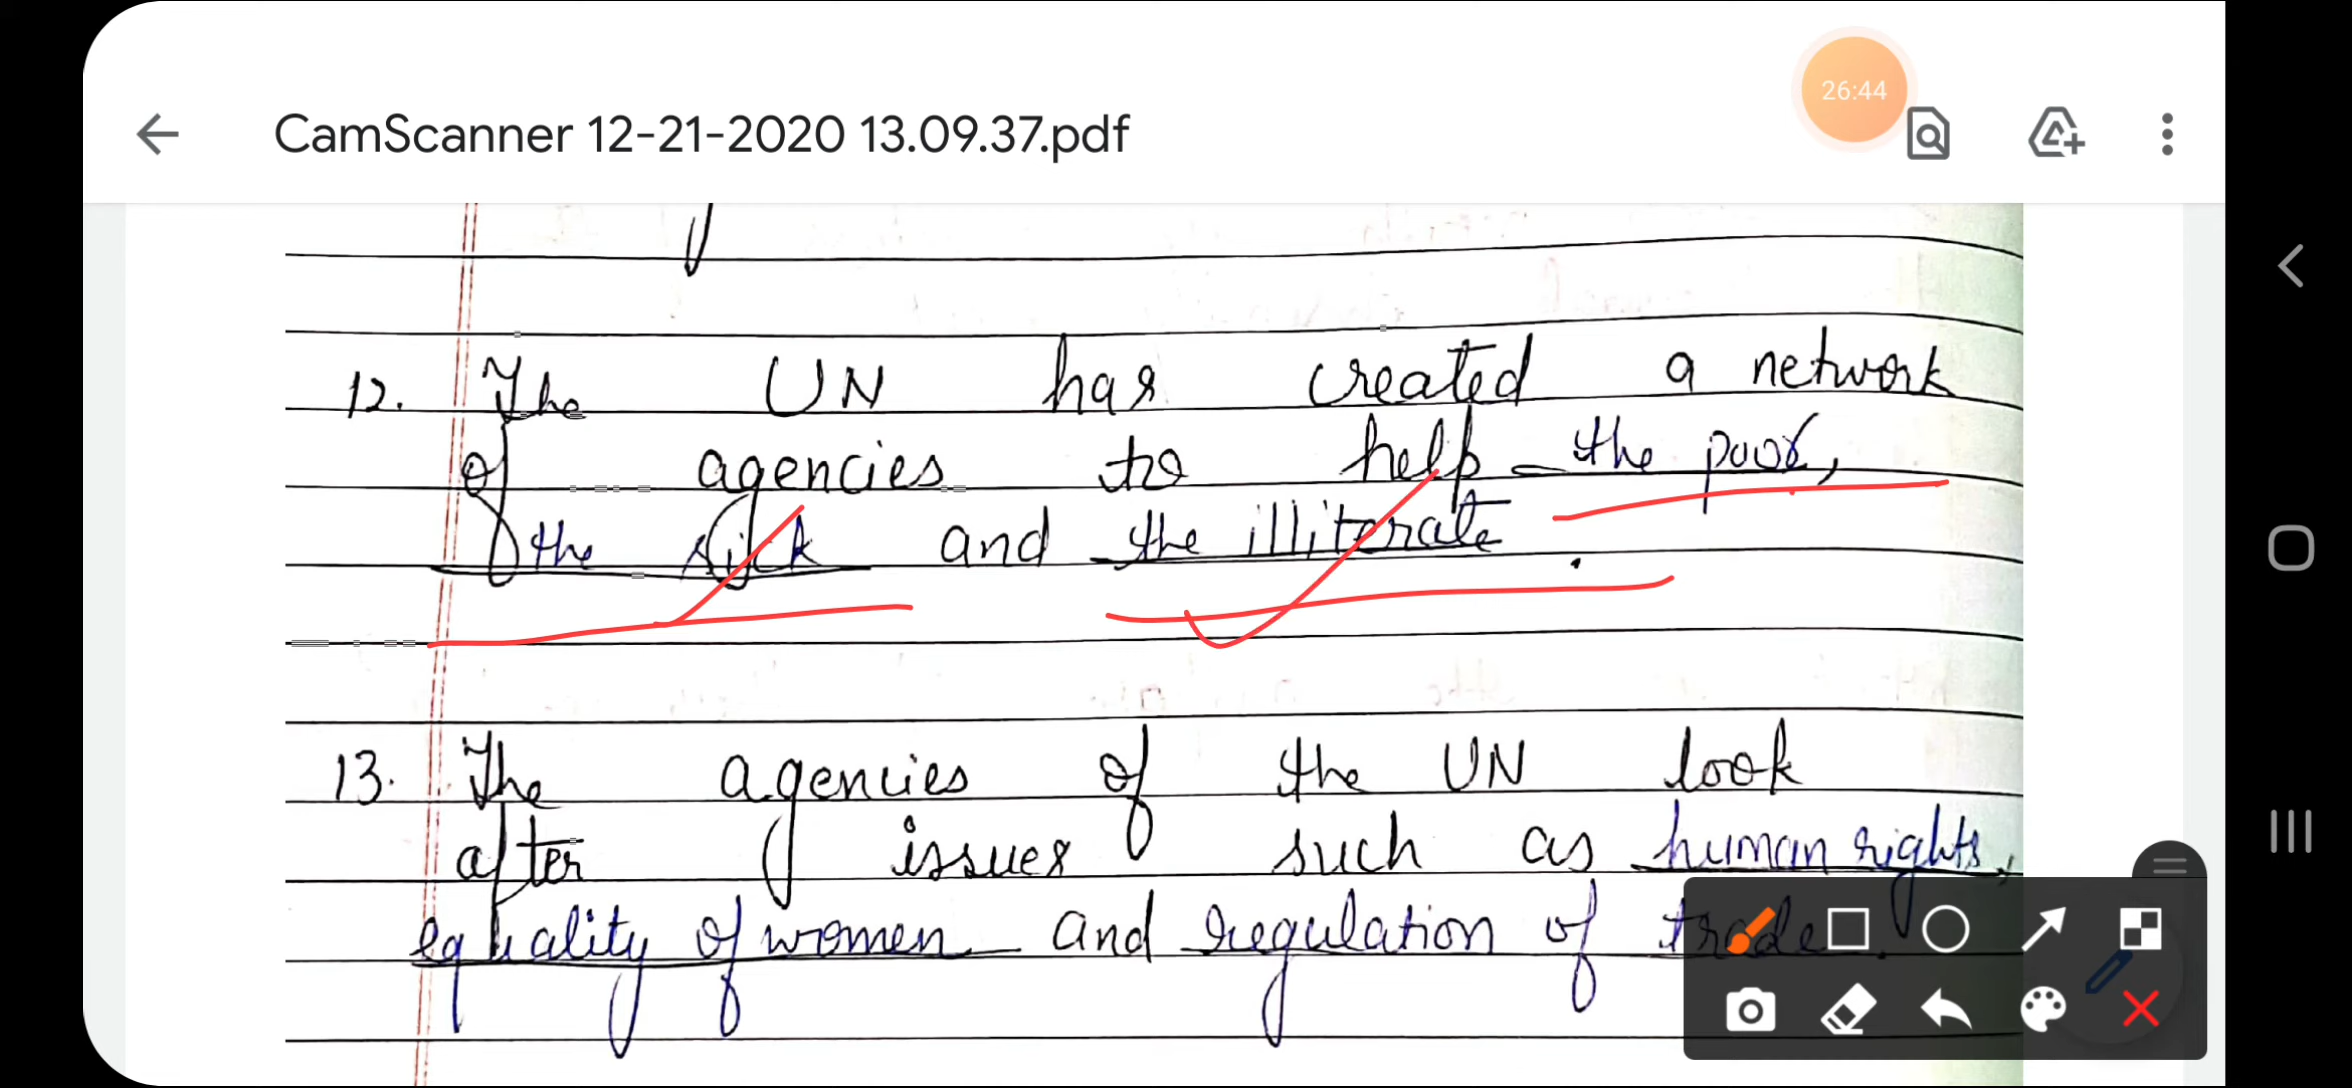 26:44
CamScanner 12-21-2020 13.09.37.pdf
12. The UN has created a network
of agencies to help the poor,
the sick and the illiterate.
13. The agencies of the UN look
after issues such as human rights,
equality of women and regulation of trade.